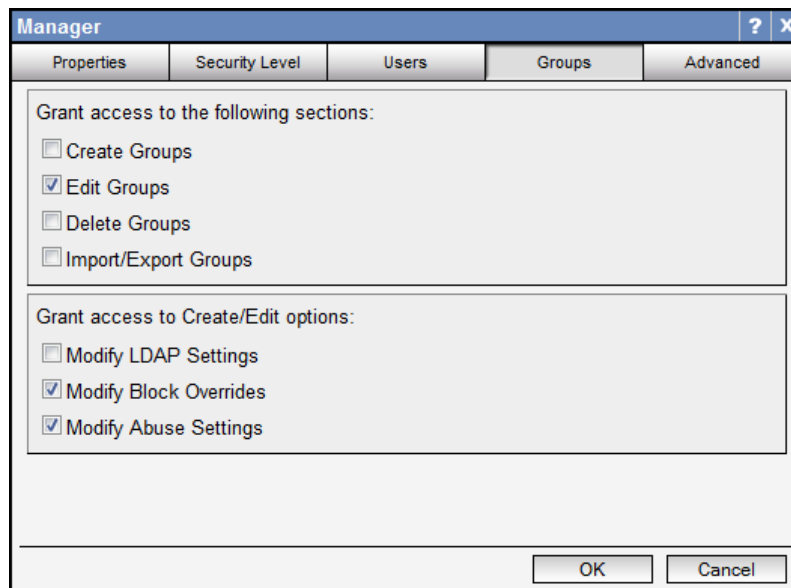 Manager ? X
Properties Security Level Users Groups Advanced
Grant access to the following sections:
Create Groups
Edit Groups
Delete Groups
Import/Export Groups
Grant access to Create/Edit options:
Modify LDAP Settings
Modify Block Overrides
Modify Abuse Settings
OK Cancel